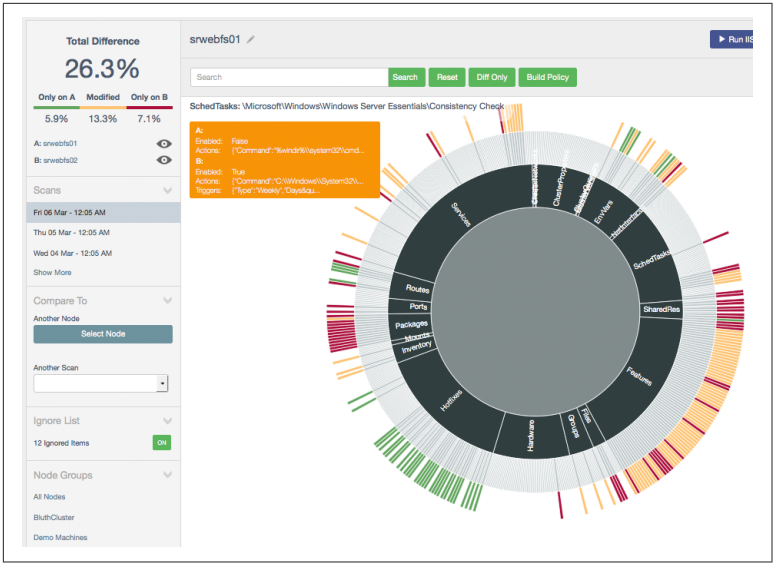 Total Difference
26.3%
Only on A Modified Only on B
5.9% 13.3% 7.1%
A: srwebfs01
B: srwebfs02
Scans
Fri 06 Mar - 12:05 AM
Thu 05 Mar - 12:05 AM
Wed 04 Mar - 12:05 AM
Show More
Compare To
Another Node
Select Node
Another Scan
Ignore List
12 Ignored Items ON
Node Groups
All Nodes
BluthCluster
Demo Machines
srwebfs01
Run IIS
Search Search Reset Diff Only Build Policy
SchedTasks: \Microsoft\Windows\Windows Server Essentials\Consistency Check
A:
Enabled: False
Actions: {"Command":"%windir%\\system32\\cmd...
B:
Enabled: True
Actions: {"Command":"C:\\Windows\\System32\\...
Triggers: {"Type":"Weekly","Days&qu...
ClusterProperties
EnvVars
NetInterfaces
SchedTasks
SharedRes
Features
Files
Groups
Hardware
Hotfixes
Inventory
Mounts
Packages
Ports
Routes
Services